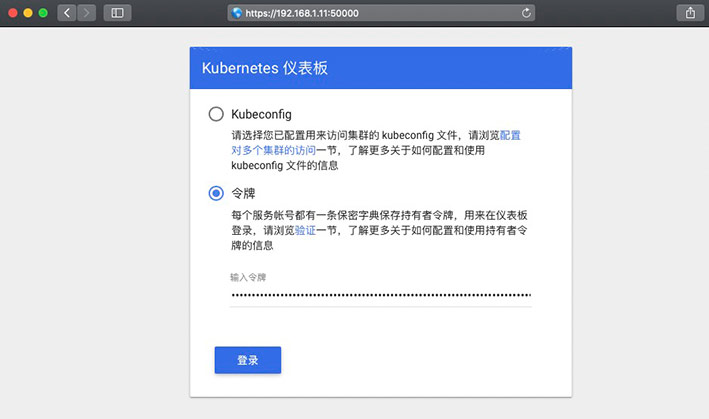 https://192.168.1.11:50000
Kubernetes 仪表板
Kubeconfig
请选择您已配置用来访问集群的 kubeconfig 文件，请浏览配置
对多个集群的访问一节，了解更多关于如何配置和使用
kubeconfig 文件的信息
令牌
每个服务帐号都有一条保密字典保存持有者令牌，用来在仪表板
登录，请浏览验证一节，了解更多关于如何配置和使用持有者令
牌的信息
输入令牌
登录